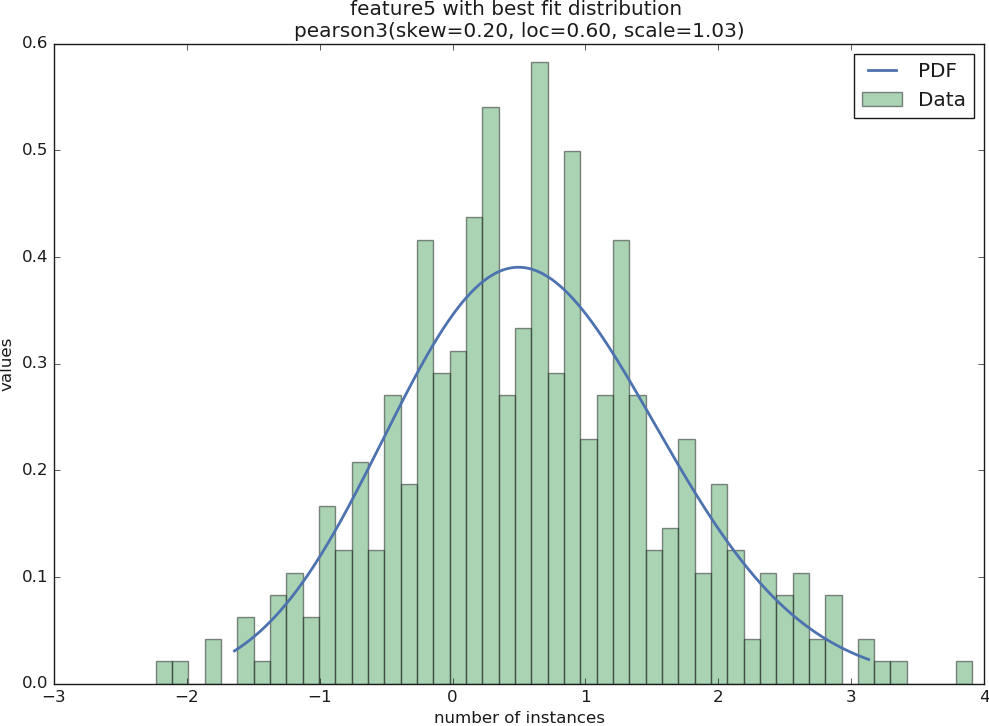 feature5 with best fit distribution
pearson3(skew=0.20, loc=0.60, scale=1.03)
PDF
Data
values
0.6
0.5
0.4
0.3
0.2
0.1
0.0
−3
−2
−1
0
1
2
3
4
number of instances